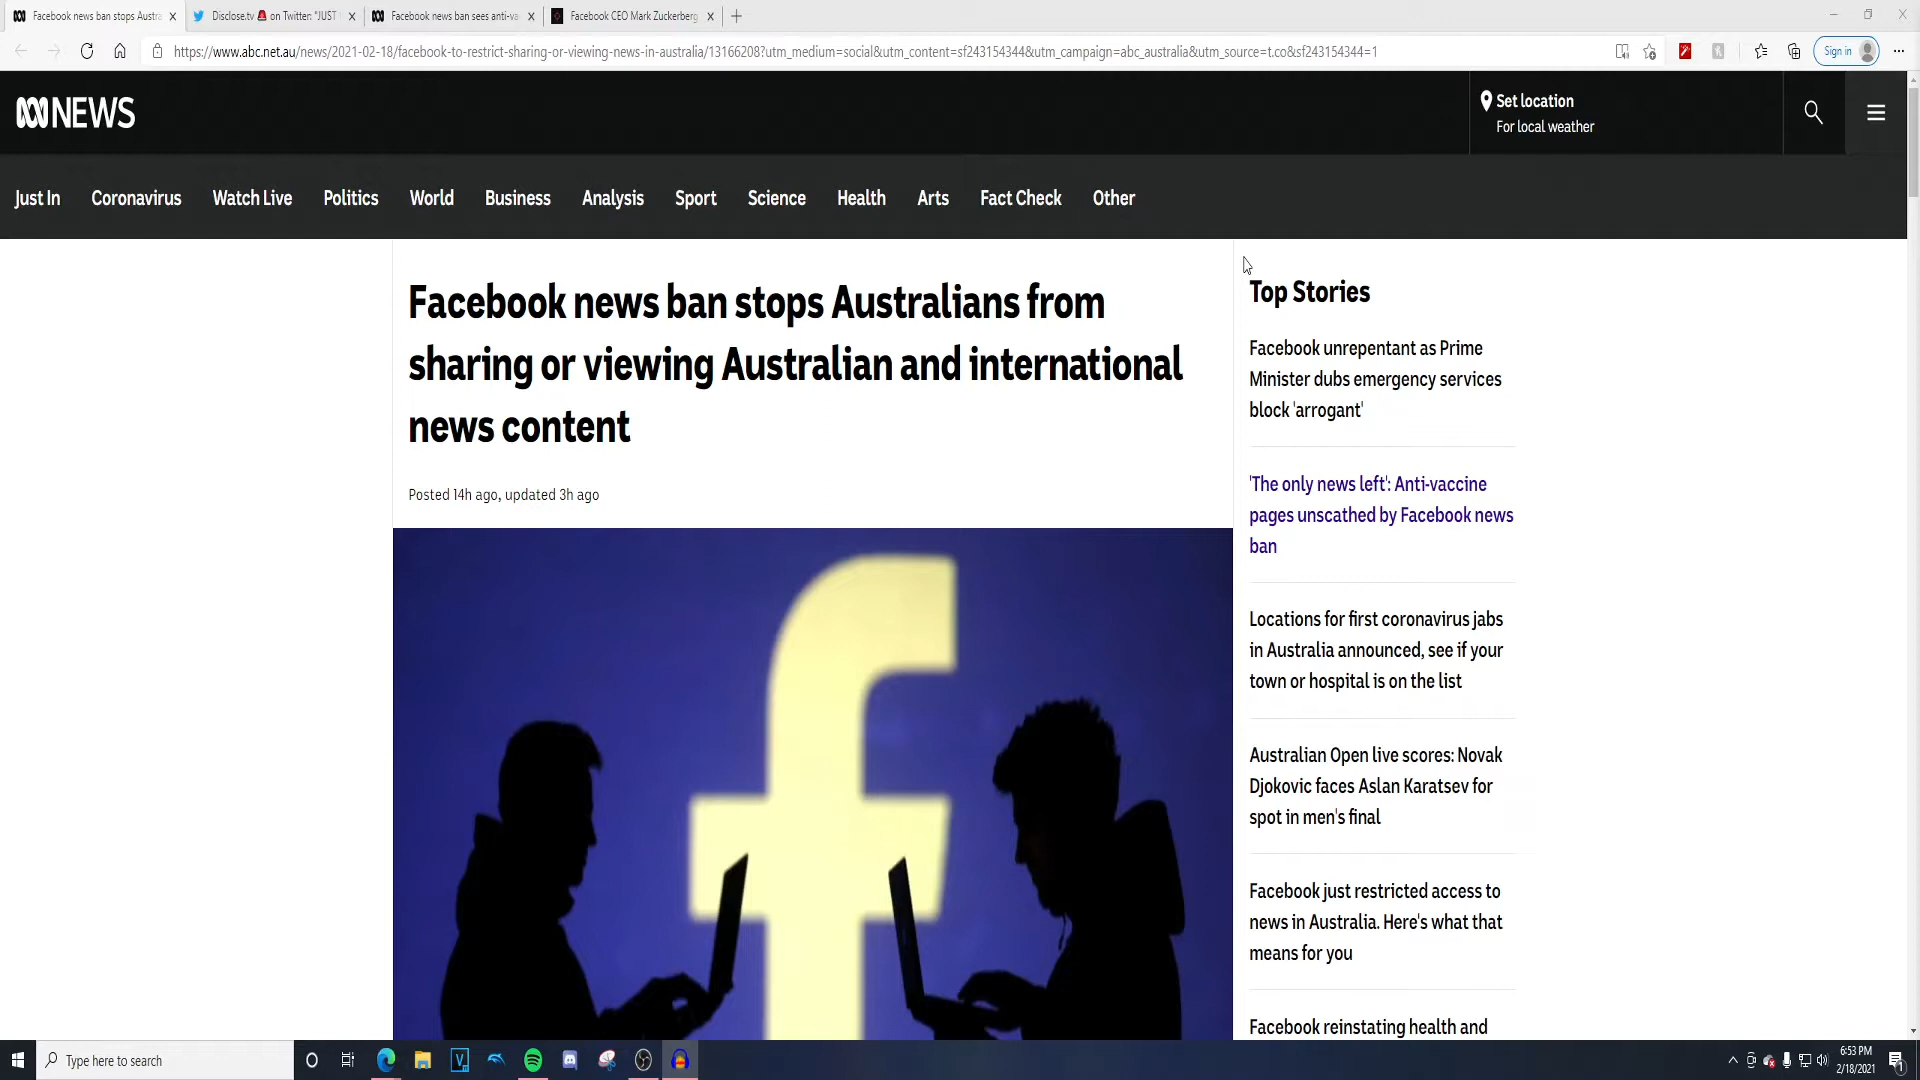 Facebook news ban stops Austra
Disclose.tv 🚨 on Twitter: "JUST
Facebook news ban sees anti-va
Facebook CEO Mark Zuckerberg
https://www.abc.net.au/news/2021-02-18/facebook-to-restrict-sharing-or-viewing-news-in-australia/13166208?utm_medium=social&utm_content=sf243154344&utm_campaign=abc_australia&utm_source=t.co&sf243154344=1
Sign in
NEWS
Set location
For local weather
Just In Coronavirus Watch Live Politics World Business Analysis Sport Science Health Arts Fact Check Other
Facebook news ban stops Australians from
sharing or viewing Australian and international
news content
Posted 14h ago, updated 3h ago
Top Stories
Facebook unrepentant as Prime
Minister dubs emergency services
block 'arrogant'
'The only news left': Anti-vaccine
pages unscathed by Facebook news
ban
Locations for first coronavirus jabs
in Australia announced, see if your
town or hospital is on the list
Australian Open live scores: Novak
Djokovic faces Aslan Karatsev for
spot in men's final
Facebook just restricted access to
news in Australia. Here's what that
means for you
Facebook reinstating health and
Type here to search
6:53 PM
2/18/2021